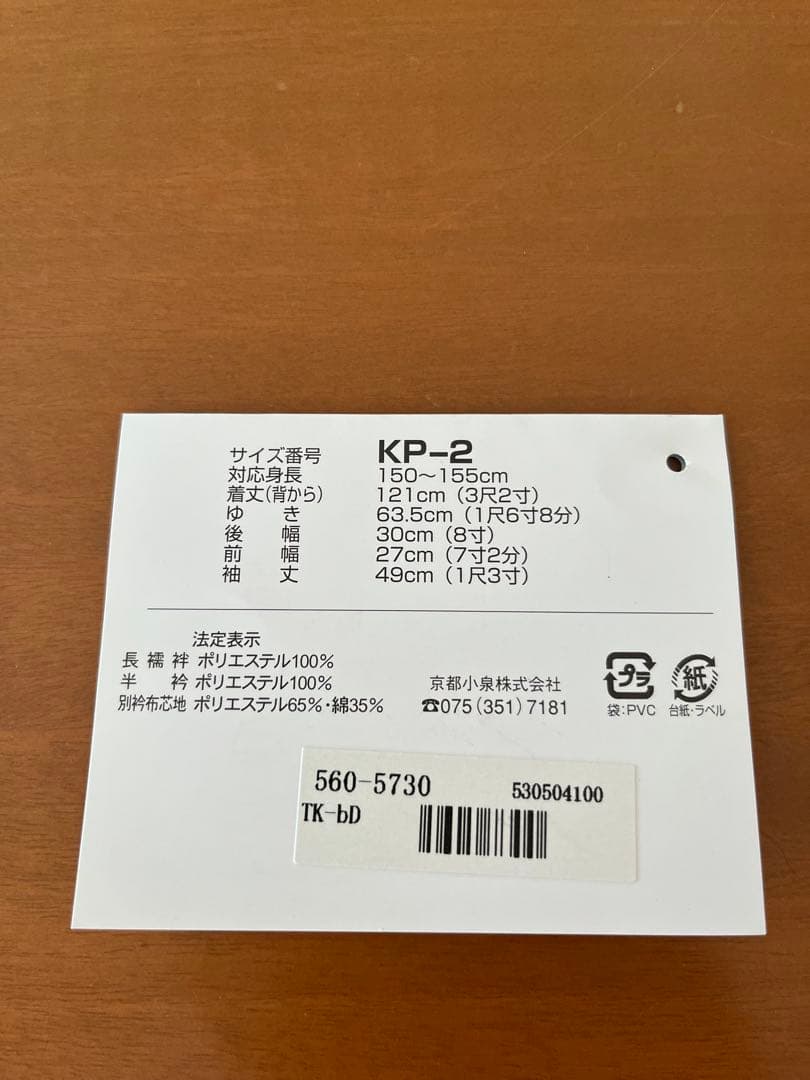 サイズ番号 KP-2
対応身長 150～155cm
着丈(背から) 121cm（3尺2寸）
ゆき 63.5cm（1尺6寸8分）
後幅 30cm（8寸）
前幅 27cm（7寸2分）
袖丈 49cm（1尺3寸）
法定表示
長襦袢 ポリエステル100%
半衿 ポリエステル100%
別衿布芯地 ポリエステル65%・綿35%
京都小泉株式会社
☎075（351）7181
プラ
袋：PVC
紙
台紙・ラベル
560-5730 530504100
TK-bD